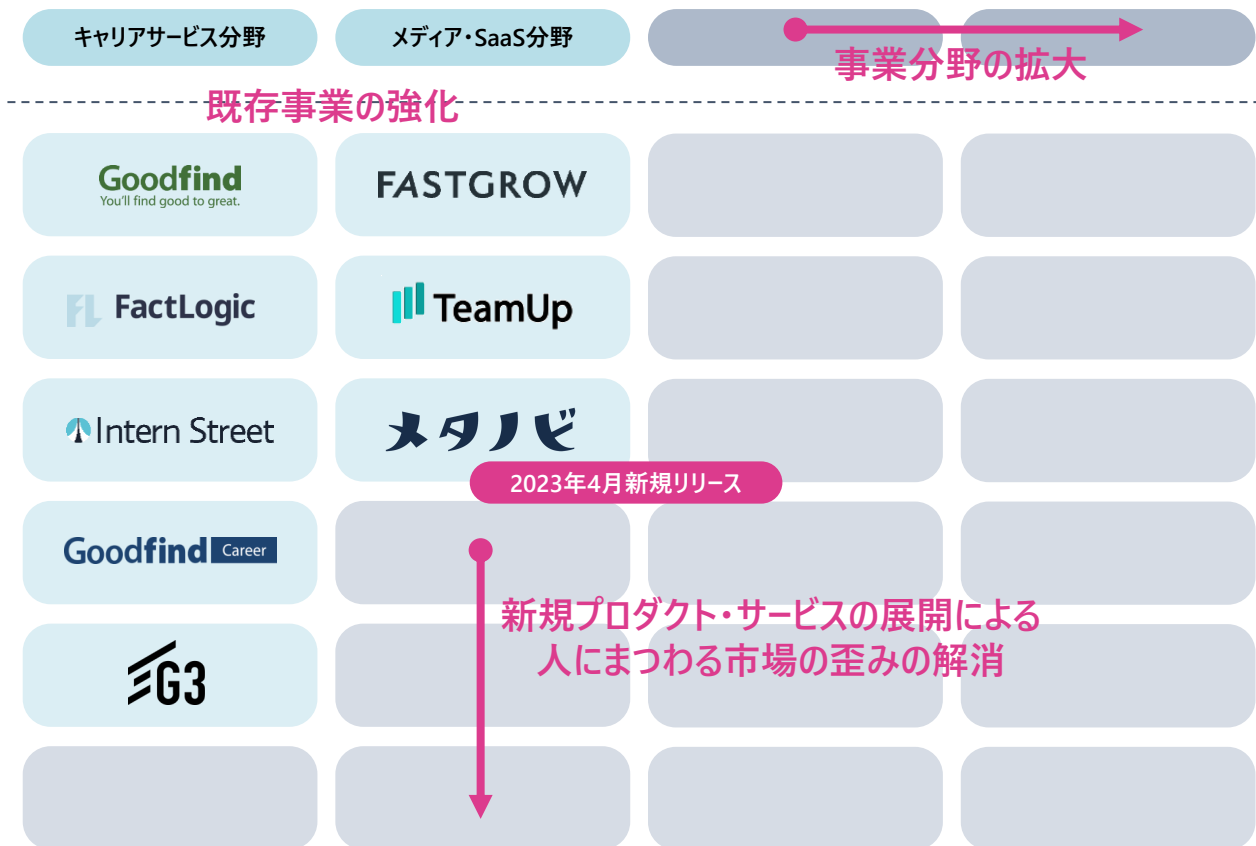 キャリアサービス分野
メディア・SaaS分野
事業分野の拡大
既存事業の強化
Goodfind
You'll find good to great.
FASTGROW
FL FactLogic
TeamUp
Intern Street
メタノビ
2023年4月新規リリース
Goodfind Career
新規プロダクト・サービスの展開による
人にまつわる市場の歪みの解消
G3